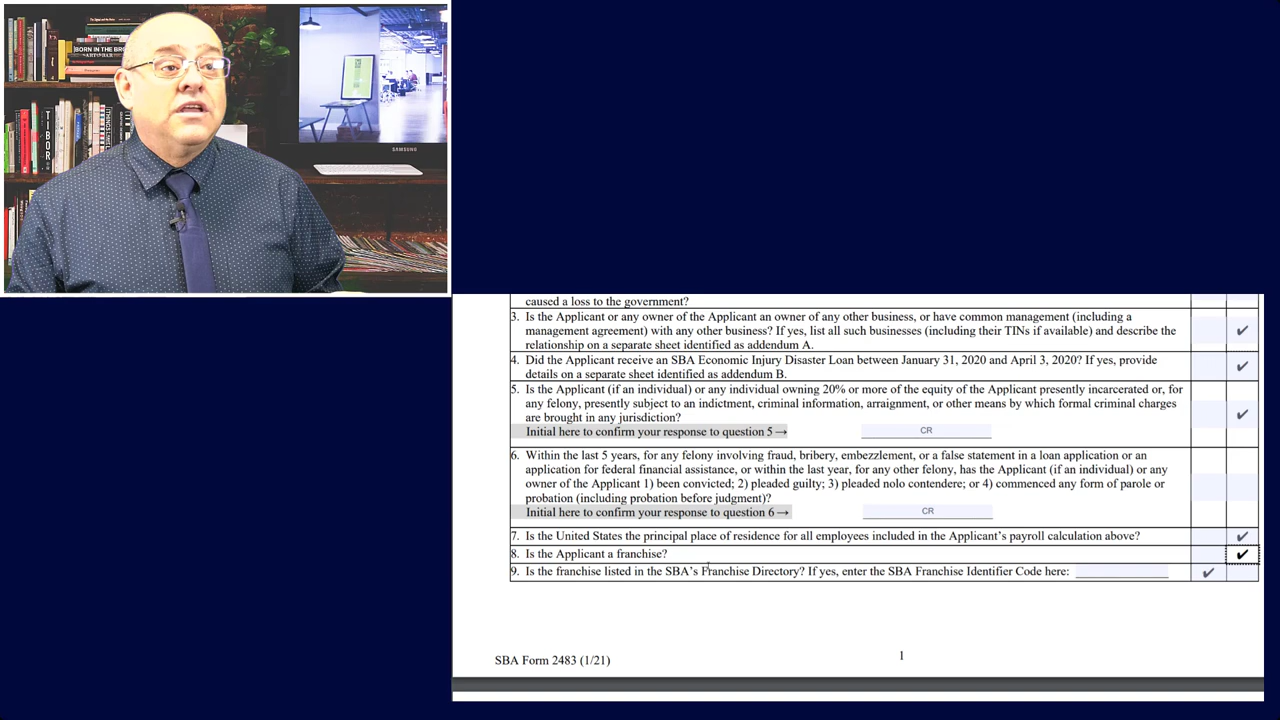 BORN IN THE BR
TIBOR
SAMSUNG
caused a loss to the government?
3. Is the Applicant or any owner of the Applicant an owner of any other business, or have common management (including a
management agreement) with any other business? If yes, list all such businesses (including their TINs if available) and describe the
relationship on a separate sheet identified as addendum A.
4. Did the Applicant receive an SBA Economic Injury Disaster Loan between January 31, 2020 and April 3, 2020? If yes, provide
details on a separate sheet identified as addendum B.
5. Is the Applicant (if an individual) or any individual owning 20% or more of the equity of the Applicant presently incarcerated or, for
any felony, presently subject to an indictment, criminal information, arraignment, or other means by which formal criminal charges
are brought in any jurisdiction?
Initial here to confirm your response to question 5 → CR
6. Within the last 5 years, for any felony involving fraud, bribery, embezzlement, or a false statement in a loan application or an
application for federal financial assistance, or within the last year, for any other felony, has the Applicant (if an individual) or any
owner of the Applicant 1) been convicted; 2) pleaded guilty; 3) pleaded nolo contendere; or 4) commenced any form of parole or
probation (including probation before judgment)?
Initial here to confirm your response to question 6 → CR
7. Is the United States the principal place of residence for all employees included in the Applicant's payroll calculation above?
8. Is the Applicant a franchise?
9. Is the franchise listed in the SBA's Franchise Directory? If yes, enter the SBA Franchise Identifier Code here:
SBA Form 2483 (1/21)
1